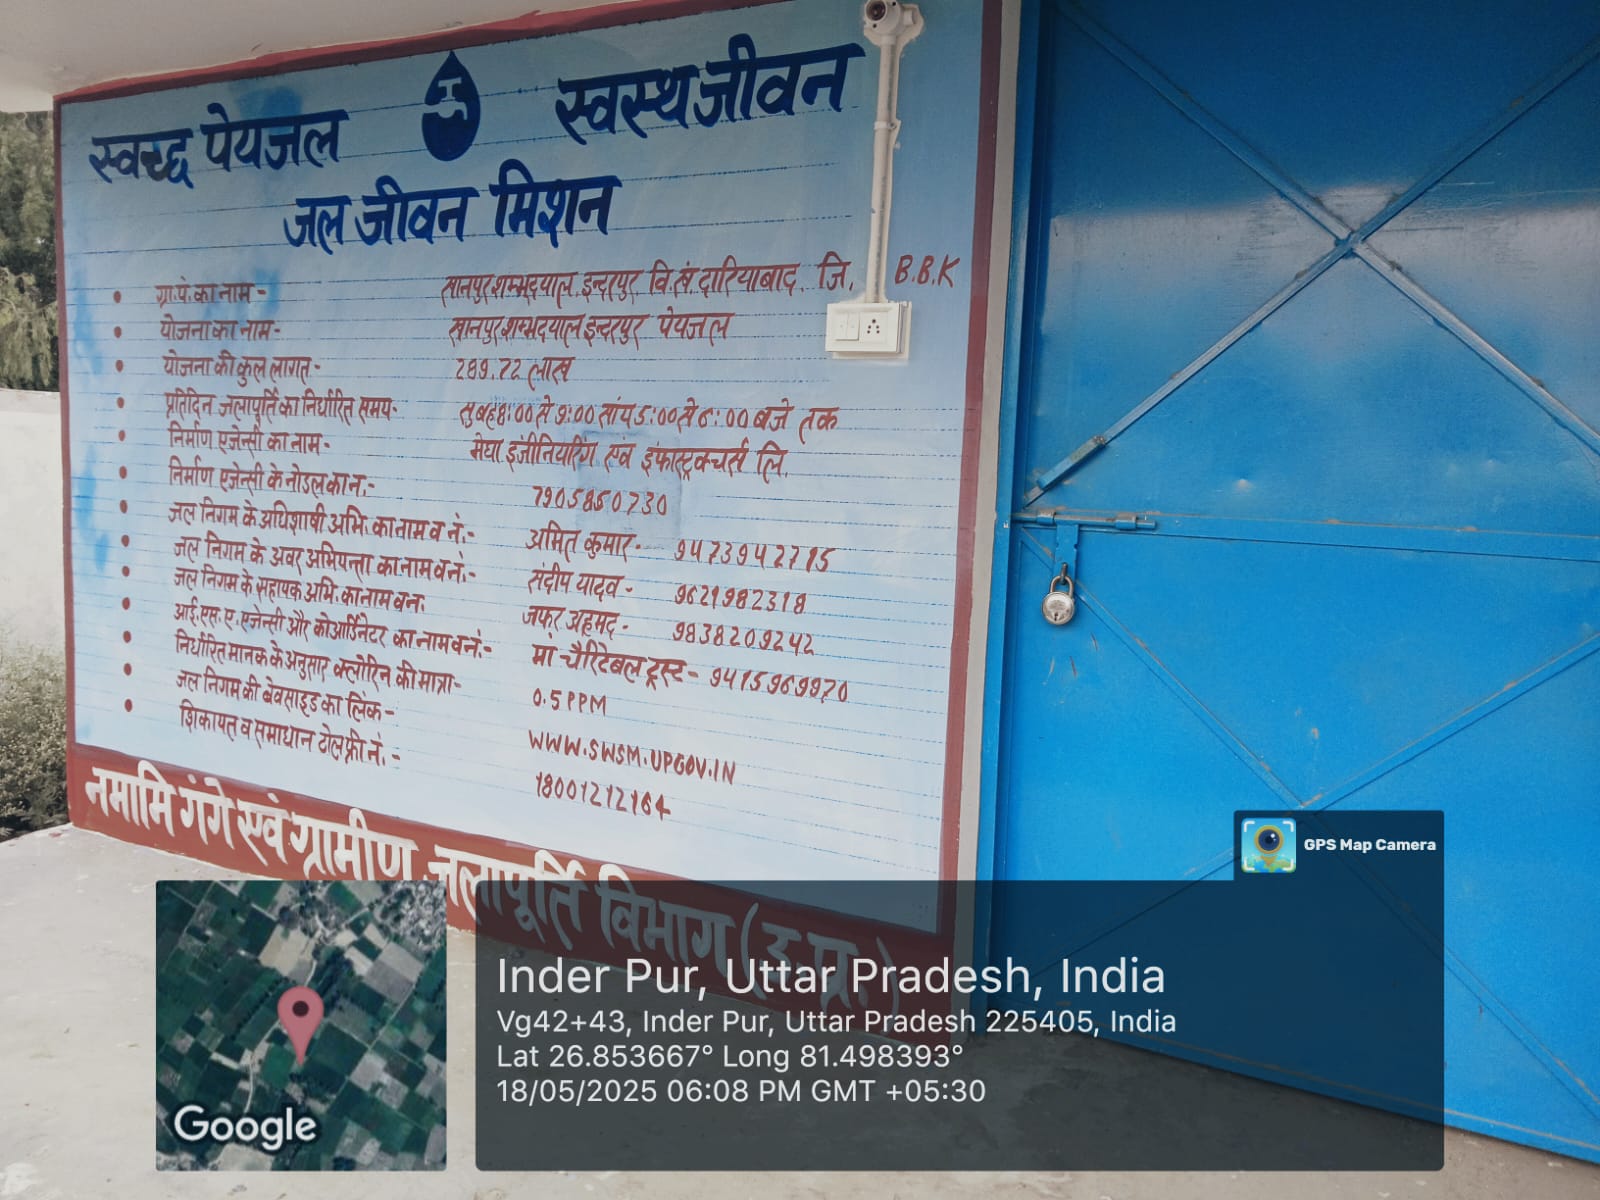 स्वच्छ पेयजल स्वस्थ जीवन
जल जीवन मिशन
• ग्रा.पं. का नाम - खानपुर शम्भदयाल इन्दरपुर वि.खं. दारियाबाद. जि. B.B.K
• योजना का नाम - खानपुर शम्भदयाल इन्दरपुर पेयजल
• योजना की कुल लागत - 289.72 लाख
• प्रतिदिन जलापूर्ति का निर्धारित समय - सुबह 8:00 से 9:00 सांय 5:00 से 6:00 बजे तक
• निर्माण एजेन्सी का नाम - मेघा इंजीनियरिंग एवं इंफास्ट्रक्चर्स लि.
• निर्माण एजेन्सी के नोडल का न.- 7905860730
• जल निगम के अधिशाषी अभि. का नाम व नं.:- अमित कुमार - 9473942715
• जल निगम के अवर अभियन्ता का नाम व नं.- संदीप यादव - 9621982318
• जल निगम के सहायक अभि. का नाम व न. जफर अहमद - 9838209242
• आई.एस.ए. एजेन्सी और कोआर्डिनेटर का नाम व नं.- मां चैरिटेबल ट्रस्ट - 9415969970
• निर्धारित मानक के अनुसार क्लोरिन की मात्रा - 0.5 PPM
• जल निगम की बेवसाइड का लिंक - WWW.SWSM.UPGOV.IN
• शिकायत व समाधान टोल फ्री नं. - 18001212164
नमामि गंगे एवं ग्रामीण जलापूर्ति विभाग (उ.प्र.)
GPS Map Camera
Inder Pur, Uttar Pradesh, India
Vg42+43, Inder Pur, Uttar Pradesh 225405, India
Lat 26.853667° Long 81.498393°
18/05/2025 06:08 PM GMT +05:30
Google